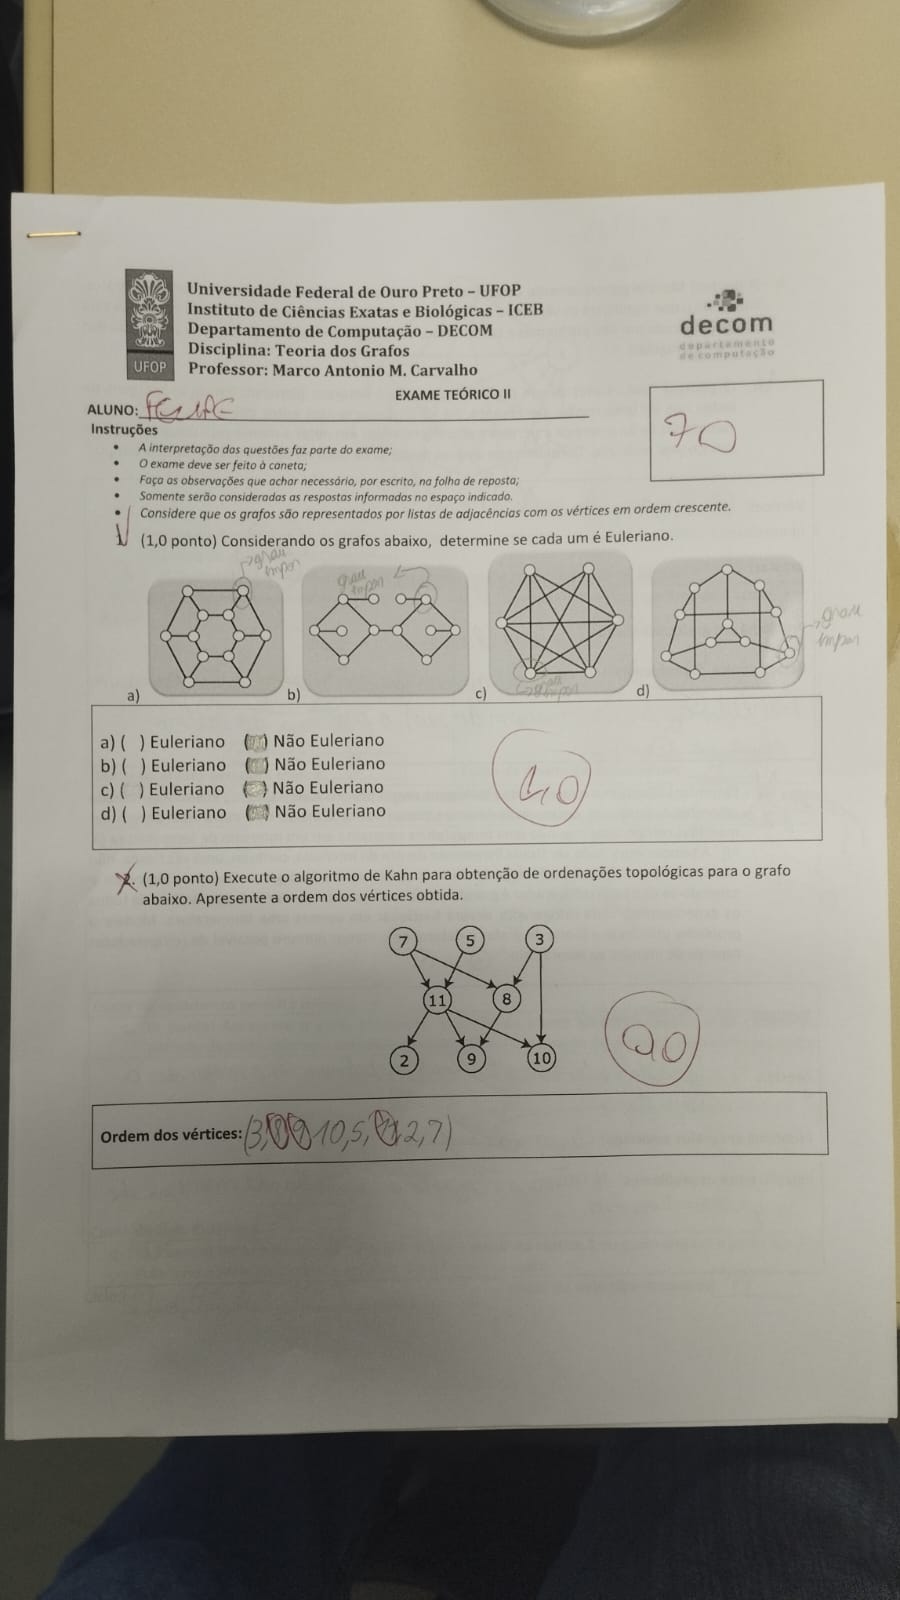 Universidade Federal de Ouro Preto – UFOP
Instituto de Ciências Exatas e Biológicas – ICEB
Departamento de Computação – DECOM
Disciplina: Teoria dos Grafos
Professor: Marco Antonio M. Carvalho
UFOP
decom
departamento
de computação
EXAME TEÓRICO II
ALUNO:
70
Instruções
• A interpretação das questões faz parte do exame;
• O exame deve ser feito à caneta;
• Faça as observações que achar necessário, por escrito, na folha de reposta;
• Somente serão consideradas as respostas informadas no espaço indicado.
• Considere que os grafos são representados por listas de adjacências com os vértices em ordem crescente.
(1,0 ponto) Considerando os grafos abaixo, determine se cada um é Euleriano.
grau
impar
grau
impar
grau
impar
grau
impar
a) b) c) d)
a) ( ) Euleriano ( ) Não Euleriano
b) ( ) Euleriano ( ) Não Euleriano
c) ( ) Euleriano ( ) Não Euleriano
d) ( ) Euleriano ( ) Não Euleriano
1,0
2. (1,0 ponto) Execute o algoritmo de Kahn para obtenção de ordenações topológicas para o grafo
abaixo. Apresente a ordem dos vértices obtida.
7 5 3
11 8
2 9 10
0,0
Ordem dos vértices: (3, 8, 9, 10, 5, 11, 2, 7)